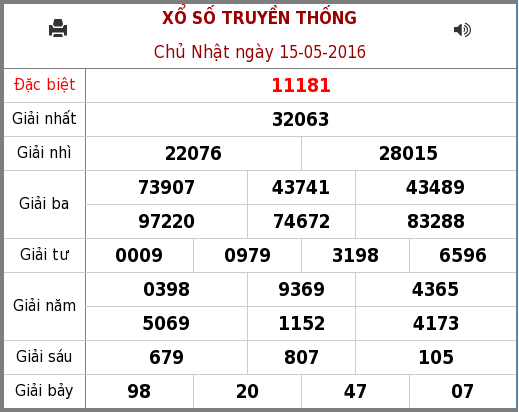 XỔ SỐ TRUYỀN THỐNG
Chủ Nhật ngày 15-05-2016
Đặc biệt 11181
Giải nhất 32063
Giải nhì 22076 28015
Giải ba 73907 43741 43489
97220 74672 83288
Giải tư 0009 0979 3198 6596
Giải năm 0398 9369 4365
5069 1152 4173
Giải sáu 679 807 105
Giải bảy 98 20 47 07